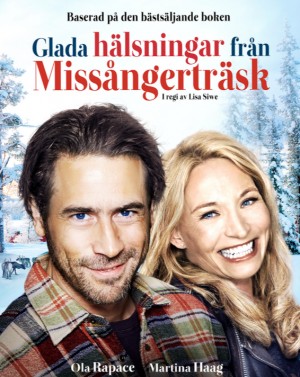 Baserad på den bästsäljande boken
Glada hälsningar från
Missångerträsk
I regi av Lisa Siwe
Ola Rapace Martina Haag